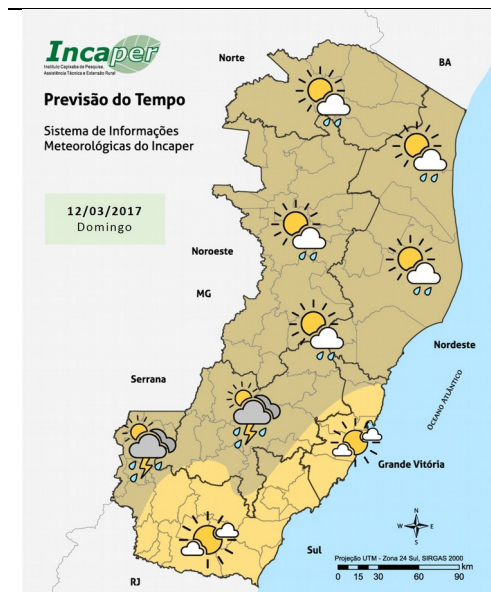 Incaper
Instituto Capixaba de Pesquisa,
Assistência Técnica e Extensão Rural
Previsão do Tempo
Sistema de Informações
Meteorológicas do Incaper
12/03/2017
Domingo
Norte
BA
Noroeste
MG
Nordeste
Serrana
OCEANO ATLÂNTICO
Grande Vitória
Sul
RJ
N
W E
S
Projeção UTM - Zona 24 Sul, SIRGAS 2000
km
0 15 30 60 90